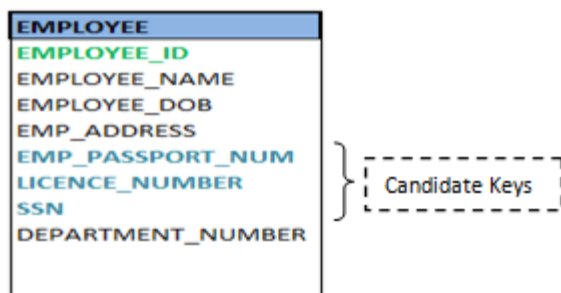 EMPLOYEE
EMPLOYEE_ID
EMPLOYEE_NAME
EMPLOYEE_DOB
EMP_ADDRESS
EMP_PASSPORT_NUM
LICENCE_NUMBER
SSN
DEPARTMENT_NUMBER
Candidate Keys